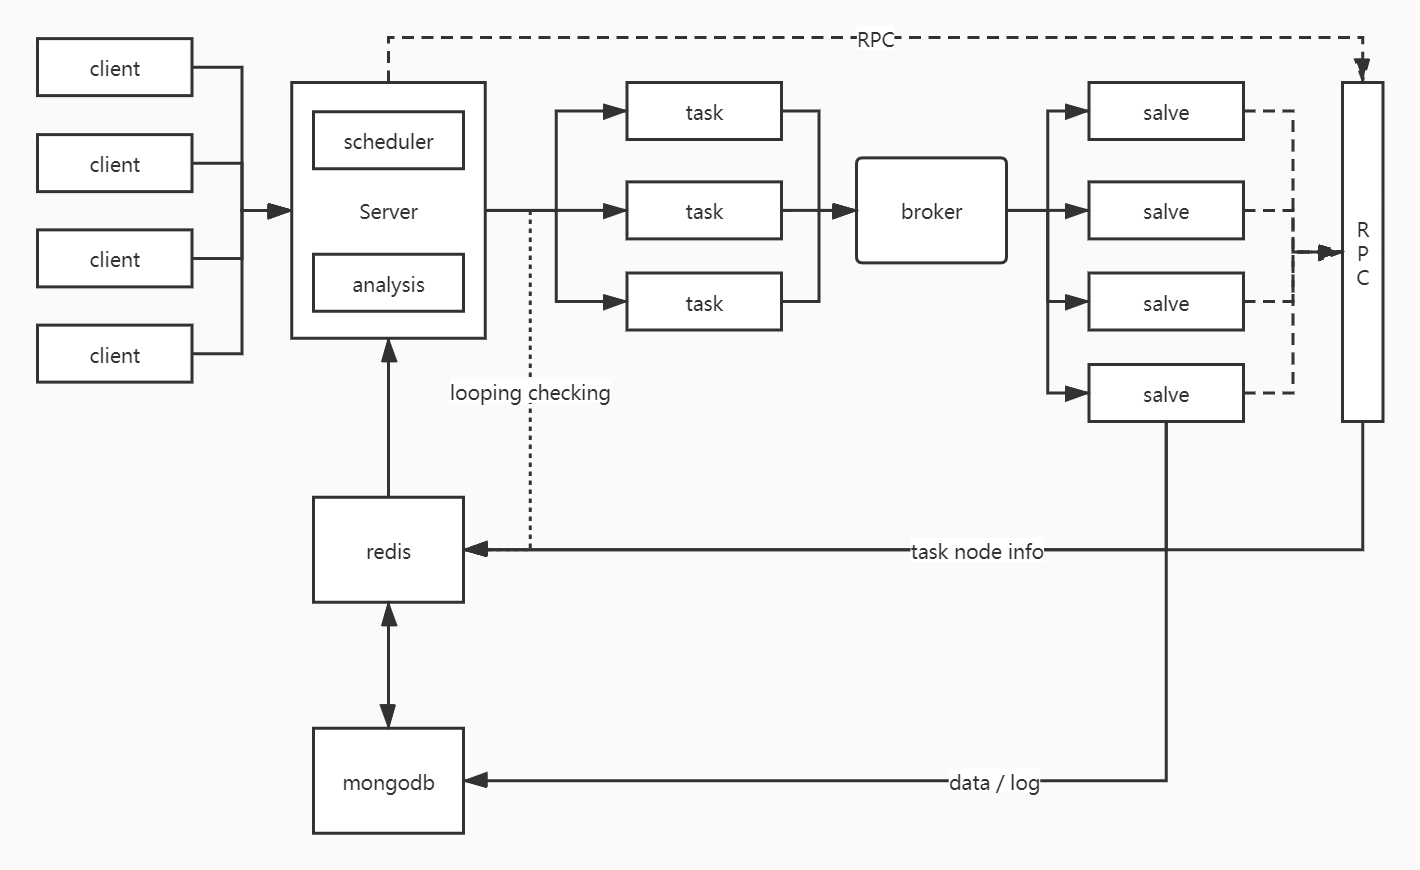 RPC
client
client
client
client
scheduler
Server
analysis
task
task
task
broker
salve
salve
salve
salve
R
P
C
looping checking
redis
task node info
mongodb
data / log